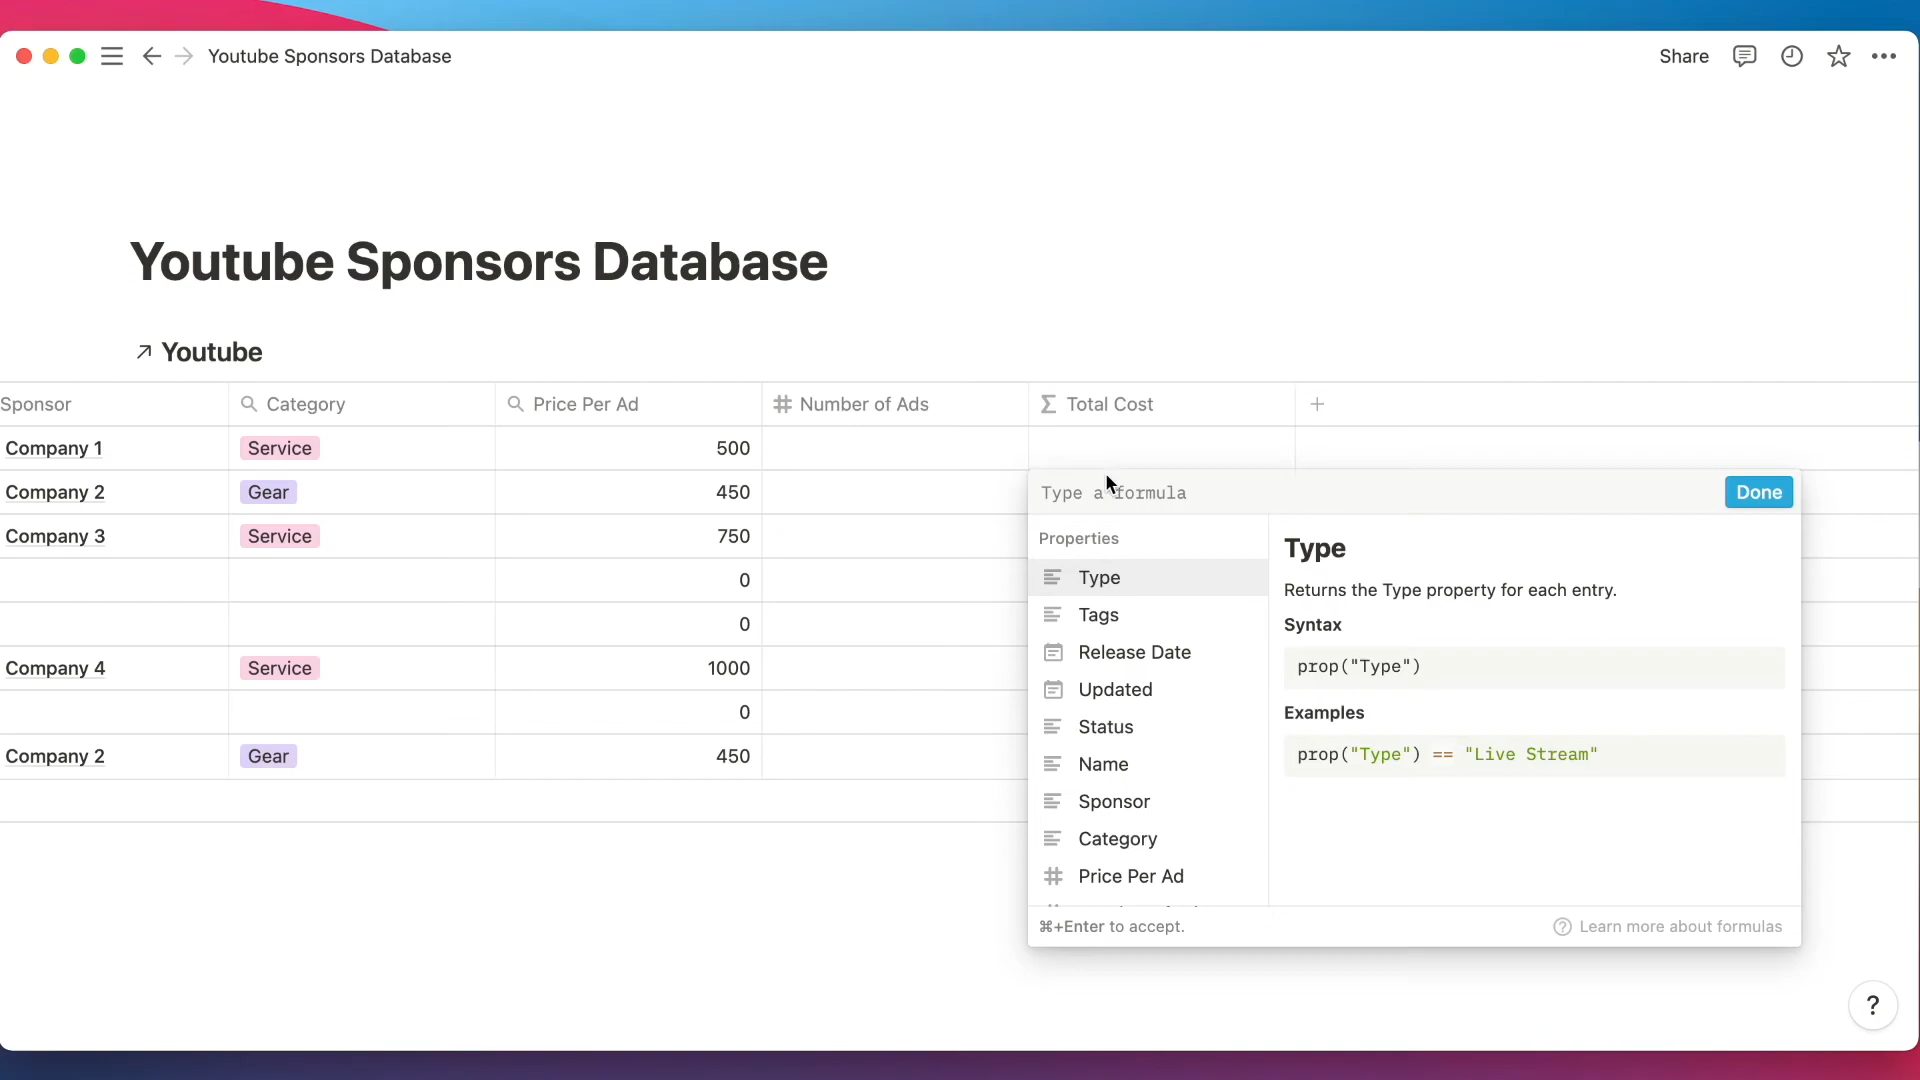 Youtube Sponsors Database
Share
•••
Youtube Sponsors Database
↗ Youtube
Sponsor Category Price Per Ad Number of Ads Total Cost +
Company 1 Service 500
Company 2 Gear 450
Company 3 Service 750
0
0
Company 4 Service 1000
0
Company 2 Gear 450
Type a formula
Done
Properties
Type
Tags
Release Date
Updated
Status
Name
Sponsor
Category
Price Per Ad
Type
Returns the Type property for each entry.
Syntax
prop("Type")
Examples
prop("Type") == "Live Stream"
⌘+Enter to accept.
? Learn more about formulas
?